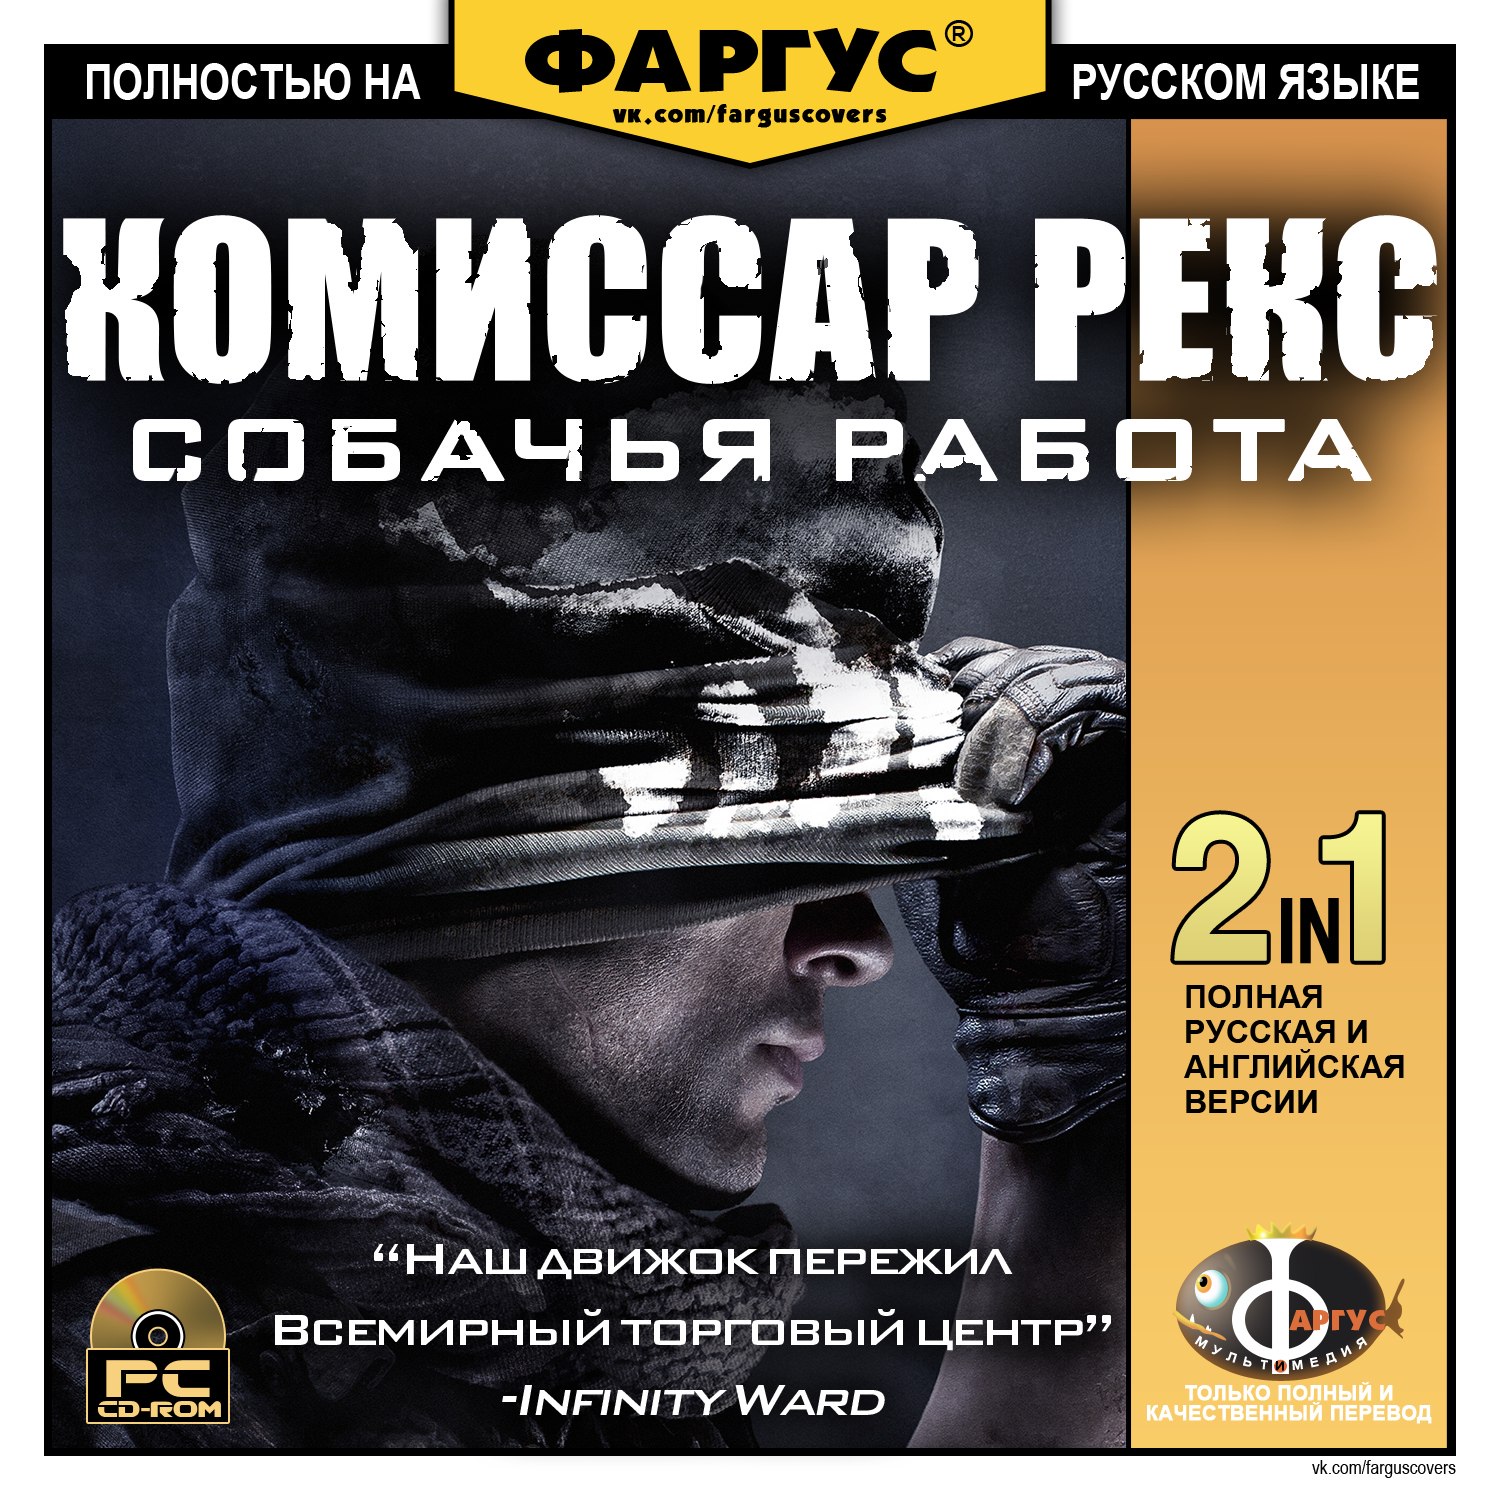 ФАРГУС®
vk.com/farguscovers
ПОЛНОСТЬЮ НА РУССКОМ ЯЗЫКЕ
КОМИССАР РЕКС
СОБАЧЬЯ РАБОТА
2IN1
ПОЛНАЯ
РУССКАЯ И
АНГЛИЙСКАЯ
ВЕРСИИ
“НАШ ДВИЖОК ПЕРЕЖИЛ
ВСЕМИРНЫЙ ТОРГОВЫЙ ЦЕНТР”
-INFINITY WARD
PC
CD-ROM
ФАРГУС
МУЛЬТИМЕДИЯ
ТОЛЬКО ПОЛНЫЙ И
КАЧЕСТВЕННЫЙ ПЕРЕВОД
vk.com/farguscovers